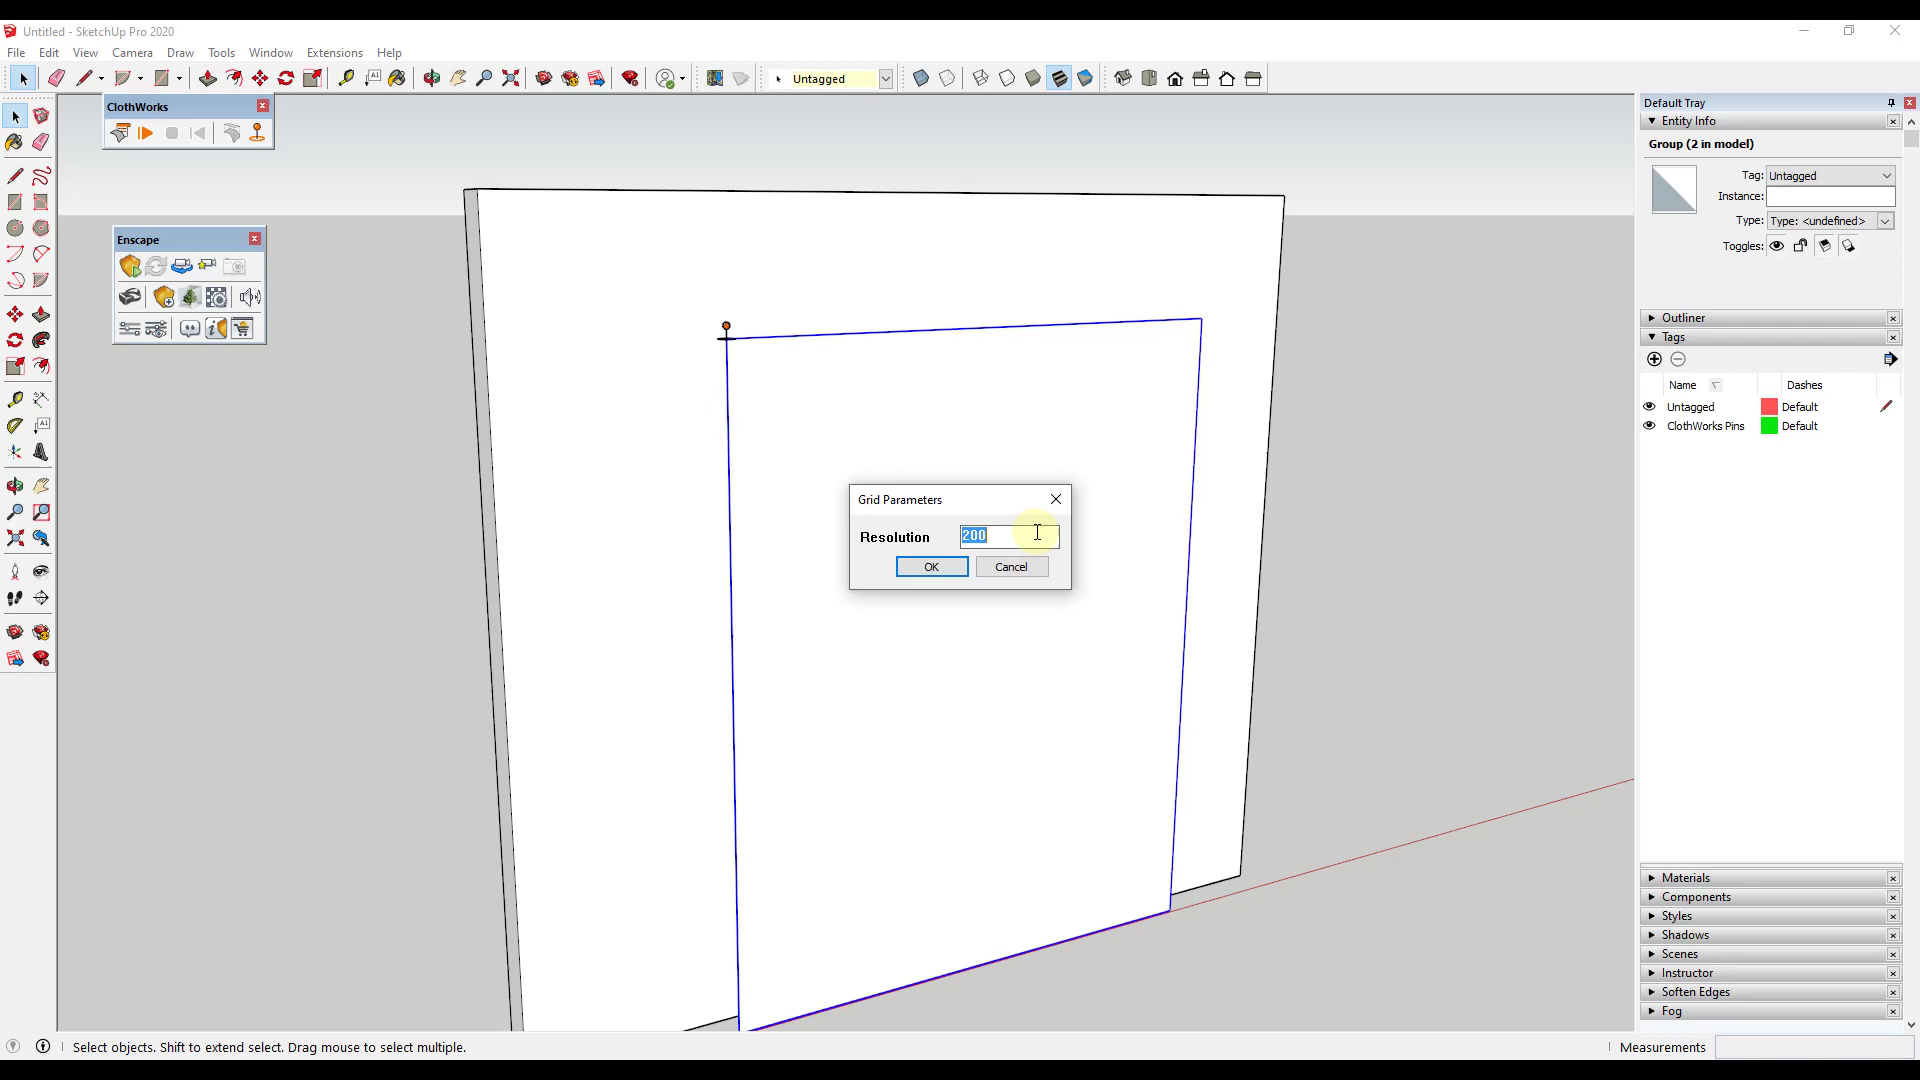 Untitled - SketchUp Pro 2020
File Edit View Camera Draw Tools Window Extensions Help
Untagged
ClothWorks
Enscape
Grid Parameters
Resolution 200
OK Cancel
Default Tray
Entity Info
Group (2 in model)
Tag: Untagged
Instance:
Type: Type: <undefined>
Toggles:
Outliner
Tags
Name Dashes
Untagged Default
ClothWorks Pins Default
Materials
Components
Styles
Shadows
Scenes
Instructor
Soften Edges
Fog
Select objects. Shift to extend select. Drag mouse to select multiple.
Measurements